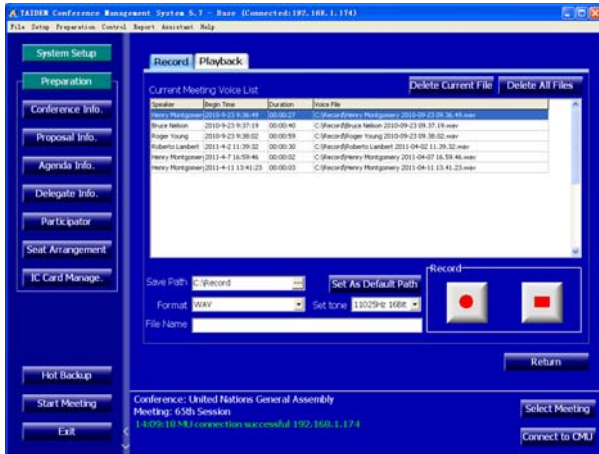 TAIDEN Conference Management System 5.7 - Base (Connected:192.168.1.174)
File Setup Preparation Control Report Assistant Help
System Setup
Preparation
Conference Info.
Proposal Info.
Agenda Info.
Delegate Info.
Participator
Seat Arrangement
IC Card Manage.
Hot Backup
Start Meeting
Exit
Record Playback
Current Meeting Voice List
Delete Current File Delete All Files
Speaker Begin Time Duration Voice File
Henry Montgomery 2010-9-23 9:36:49 00:00:27 C:\Record\Henry Montgomery 2010-09-23 09.36.49.wav
Bruce Nelson 2010-9-23 9:37:19 00:00:40 C:\Record\Bruce Nelson 2010-09-23 09.37.19.wav
Roger Young 2010-9-23 9:38:02 00:00:59 C:\Record\Roger Young 2010-09-23 09.38.02.wav
Roberto Lambert 2011-4-2 11:39:32 00:00:30 C:\Record\Roberto Lambert 2011-04-02 11.39.32.wav
Henry Montgomery 2011-4-7 16:59:46 00:00:02 C:\Record\Henry Montgomery 2011-04-07 16.59.46.wav
Henry Montgomery 2011-4-11 13:41:23 00:00:03 C:\Record\Henry Montgomery 2011-04-11 13.41.23.wav
Save Path C:\Record ... Set As Default Path
Format WAV Set tone 11025Hz 16Bit
File Name
Record
Return
Conference: United Nations General Assembly
Meeting: 65th Session
14:09:18 MU connection successful 192.168.1.174
Select Meeting
Connect to CMU